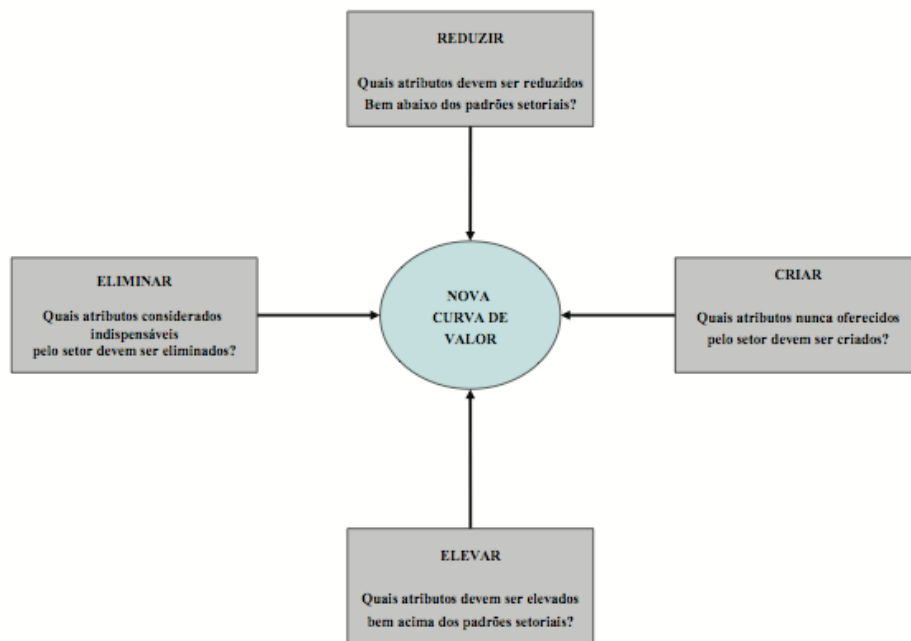 REDUZIR
Quais atributos devem ser reduzidos
Bem abaixo dos padrões setoriais?
ELIMINAR
Quais atributos considerados
indispensáveis
pelo setor devem ser eliminados?
NOVA
CURVA DE
VALOR
CRIAR
Quais atributos nunca oferecidos
pelo setor devem ser criados?
ELEVAR
Quais atributos devem ser elevados
bem acima dos padrões setoriais?